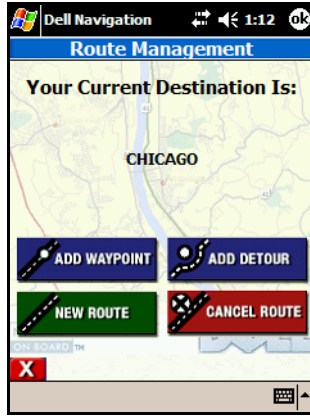 Dell Navigation 1:12 ok
Route Management
Your Current Destination Is:
CHICAGO
ADD WAYPOINT ADD DETOUR
NEW ROUTE CANCEL ROUTE
ON BOARD TM
X